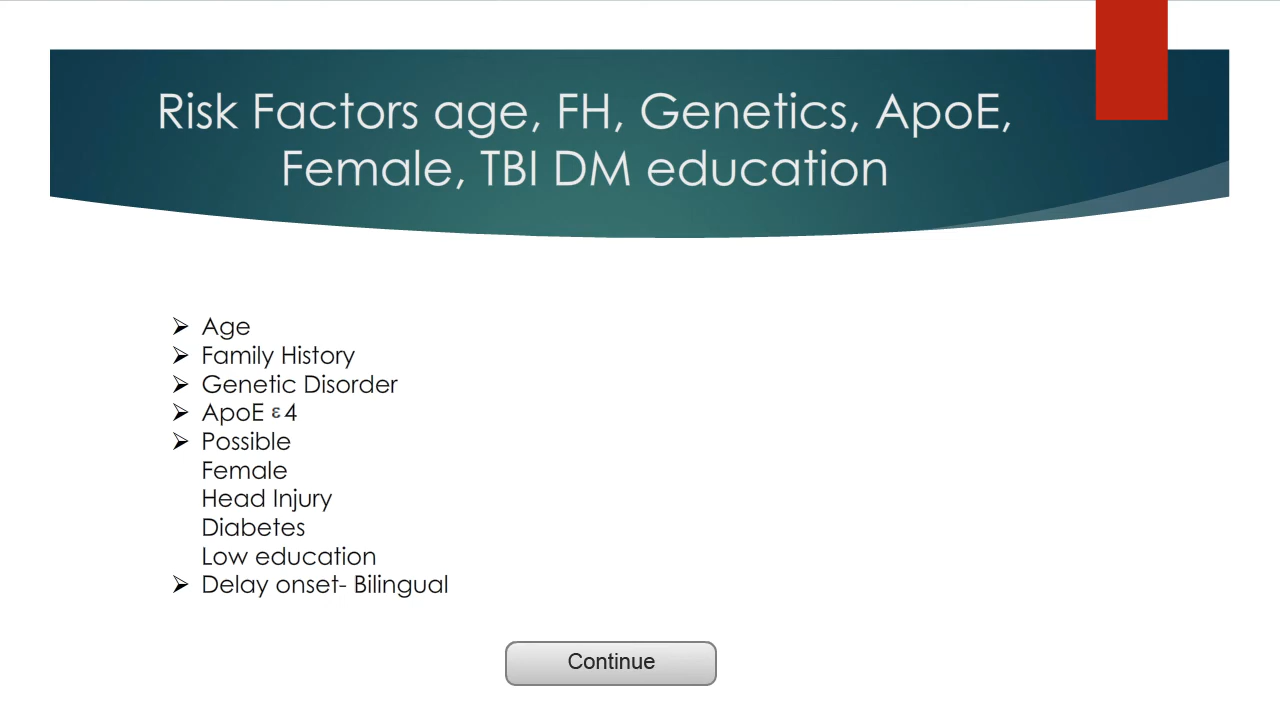 Risk Factors age, FH, Genetics, ApoE,
Female, TBI DM education
➢ Age
➢ Family History
➢ Genetic Disorder
➢ ApoE ε4
➢ Possible
Female
Head Injury
Diabetes
Low education
➢ Delay onset- Bilingual
Continue